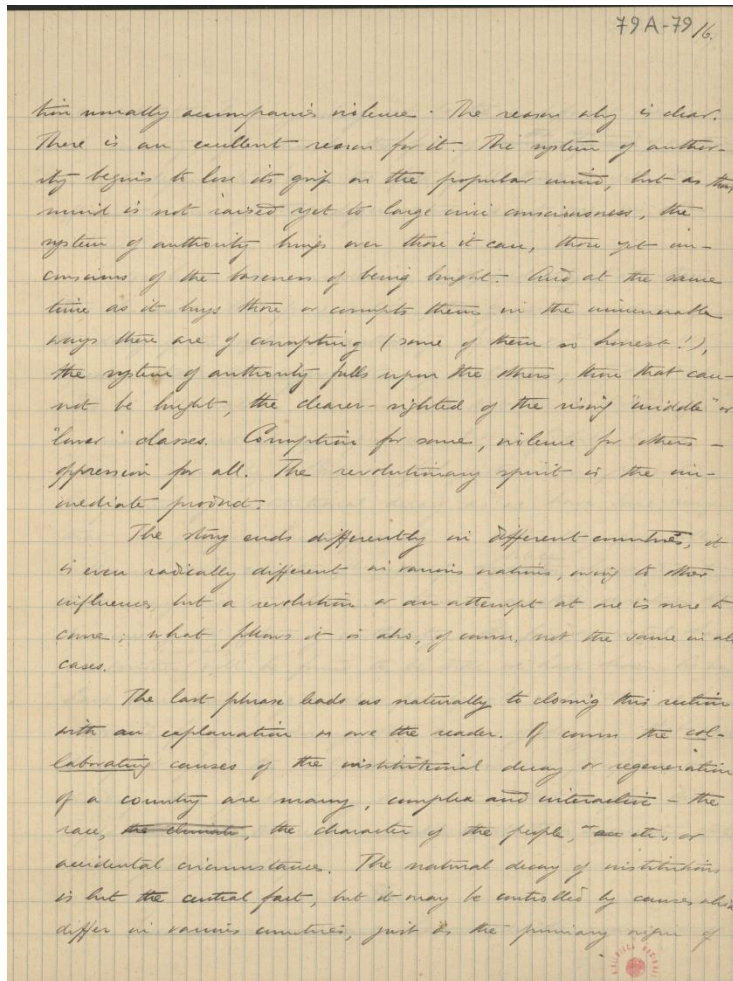 79A-79/6.
tion usually accompanies violence. The reason why is clear.
There is an excellent reason for it. The system of author-
ity begins to lose its grip on the popular mind, but as that
mind is not raised yet to large civic consciousness, the
system of authority buys over those it can, those yet un-
conscious of the baseness of being bought. And at the same
time as it buys those or corrupts them in the innumerable
ways there are of corrupting (some of them so honest!),
the system of authority falls upon the others, those that can-
not be bought, the clearer-sighted of the rising "middle" or
"lower" classes. Corruption for some, violence for others –
oppression for all. The revolutionary spirit is the im-
mediate product.
The story ends differently in different countries, it
is even radically different in various nations, owing to other
influences, but a revolution or an attempt at one is sure to
come; what follows it is also, of course, not the same in all
cases.
The last phrase leads us naturally to closing this section
with an explanation we owe the reader. Of course the col-
laborating causes of the institutional decay or regeneration
of a country are many, complex and interactive – the
race, the climate, the character of the people, etc., or
accidental circumstance. The natural decay of institutions
is but the central fact, but it may be controlled by causes which
differ in various countries, just as the primary origin of